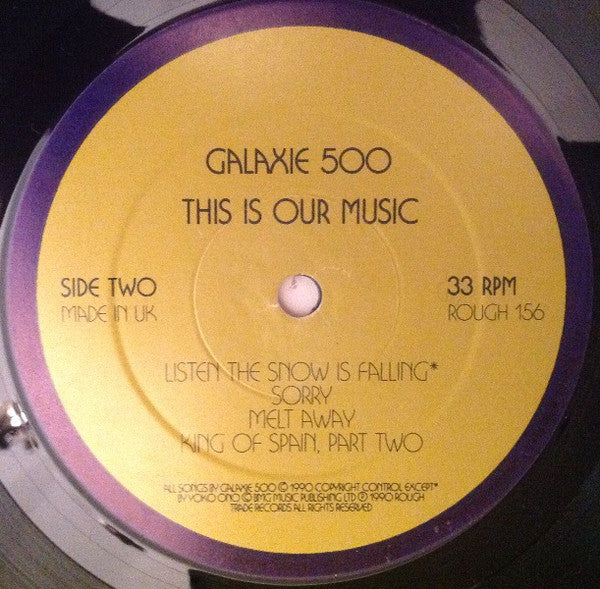 GALAXIE 500
THIS IS OUR MUSIC
SIDE TWO
MADE IN UK
33 RPM
ROUGH 156
LISTEN THE SNOW IS FALLING*
SORRY
MELT AWAY
KING OF SPAIN, PART TWO
ALL SONGS BY GALAXIE 500 © 1990 COPYRIGHT CONTROL EXCEPT*
BY YOKO ONO © BMG MUSIC PUBLISHING LTD ℗ 1990 ROUGH
TRADE RECORDS ALL RIGHTS RESERVED